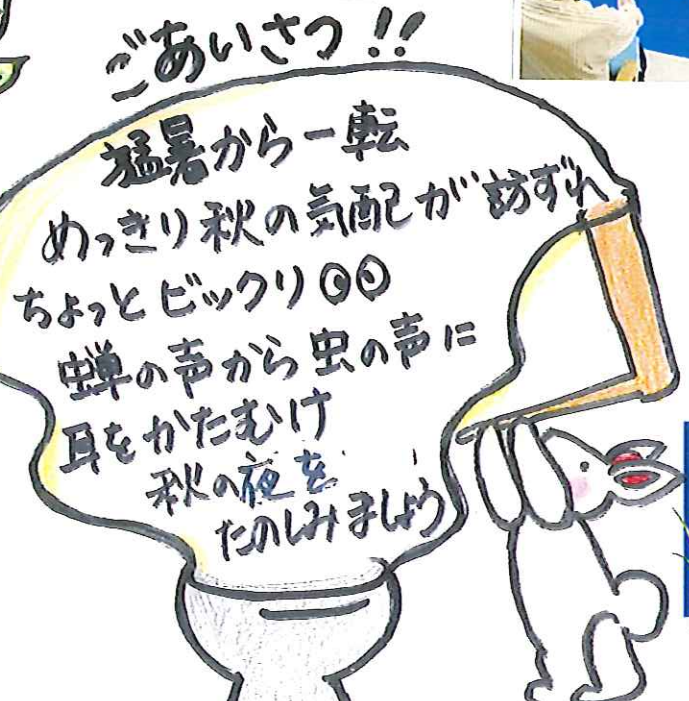 ごあいさつ!!
猛暑から一転
めっきり秋の気配が訪ずれ
ちょっとビックリ◎◎
蝉の声から虫の声に
耳をかたむけ
秋の夜を
たのしみましょう